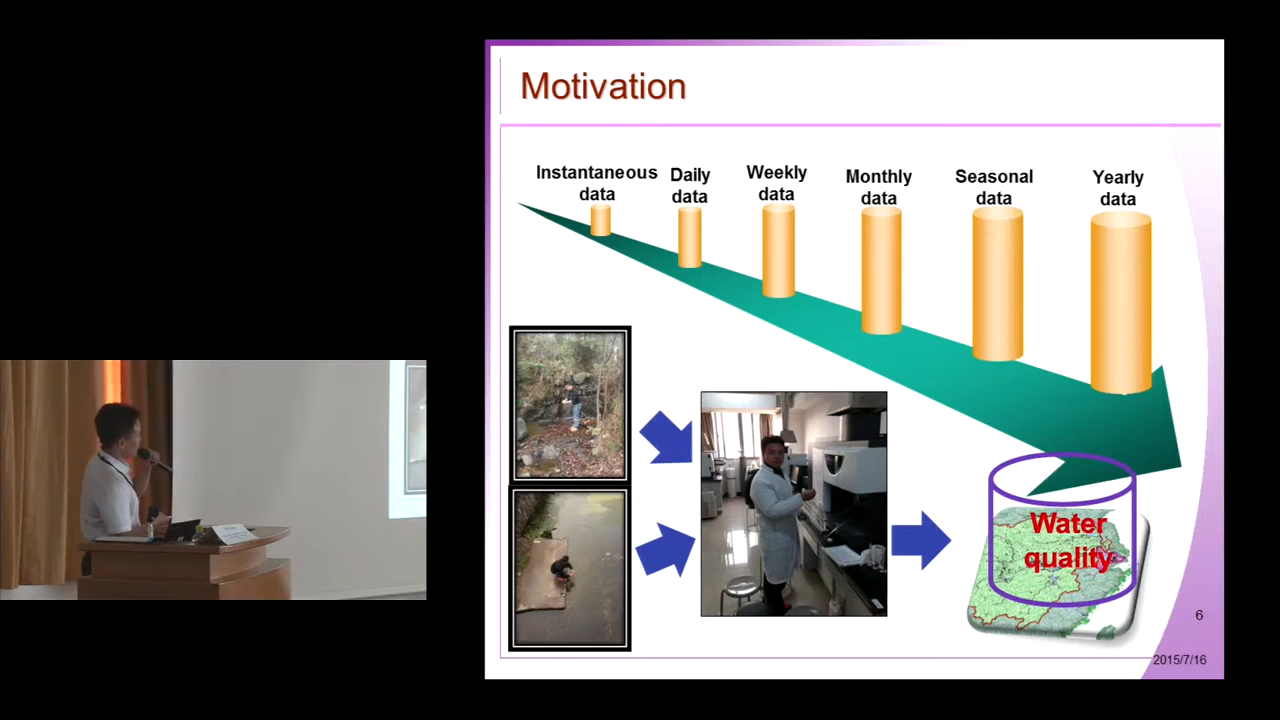 Motivation
Instantaneous
data
Daily
data
Weekly
data
Monthly
data
Seasonal
data
Yearly
data
Water
quality
6
2015/7/16